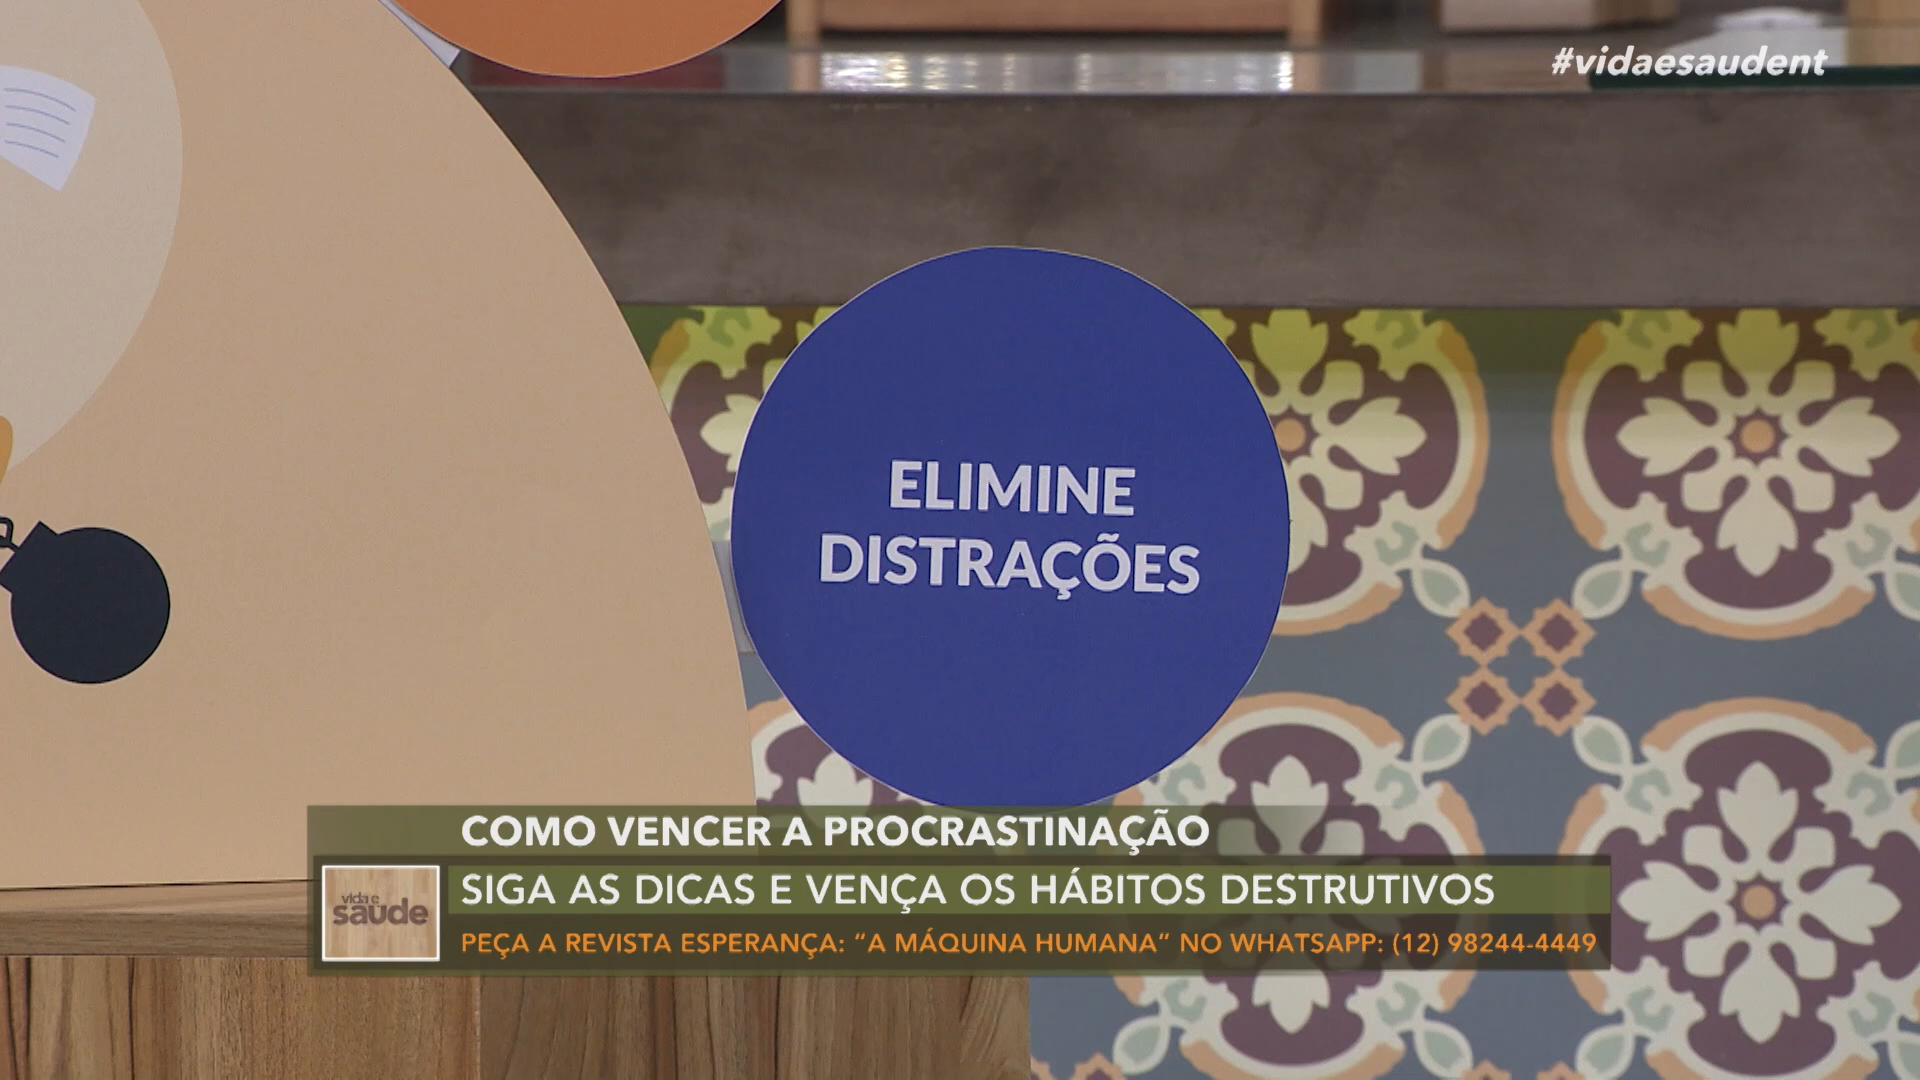 #vidaesaudent
ELIMINE
DISTRAÇÕES
COMO VENCER A PROCRASTINAÇÃO
SIGA AS DICAS E VENÇA OS HÁBITOS DESTRUTIVOS
vida e
saúde
PEÇA A REVISTA ESPERANÇA: “A MÁQUINA HUMANA” NO WHATSAPP: (12) 98244-4449